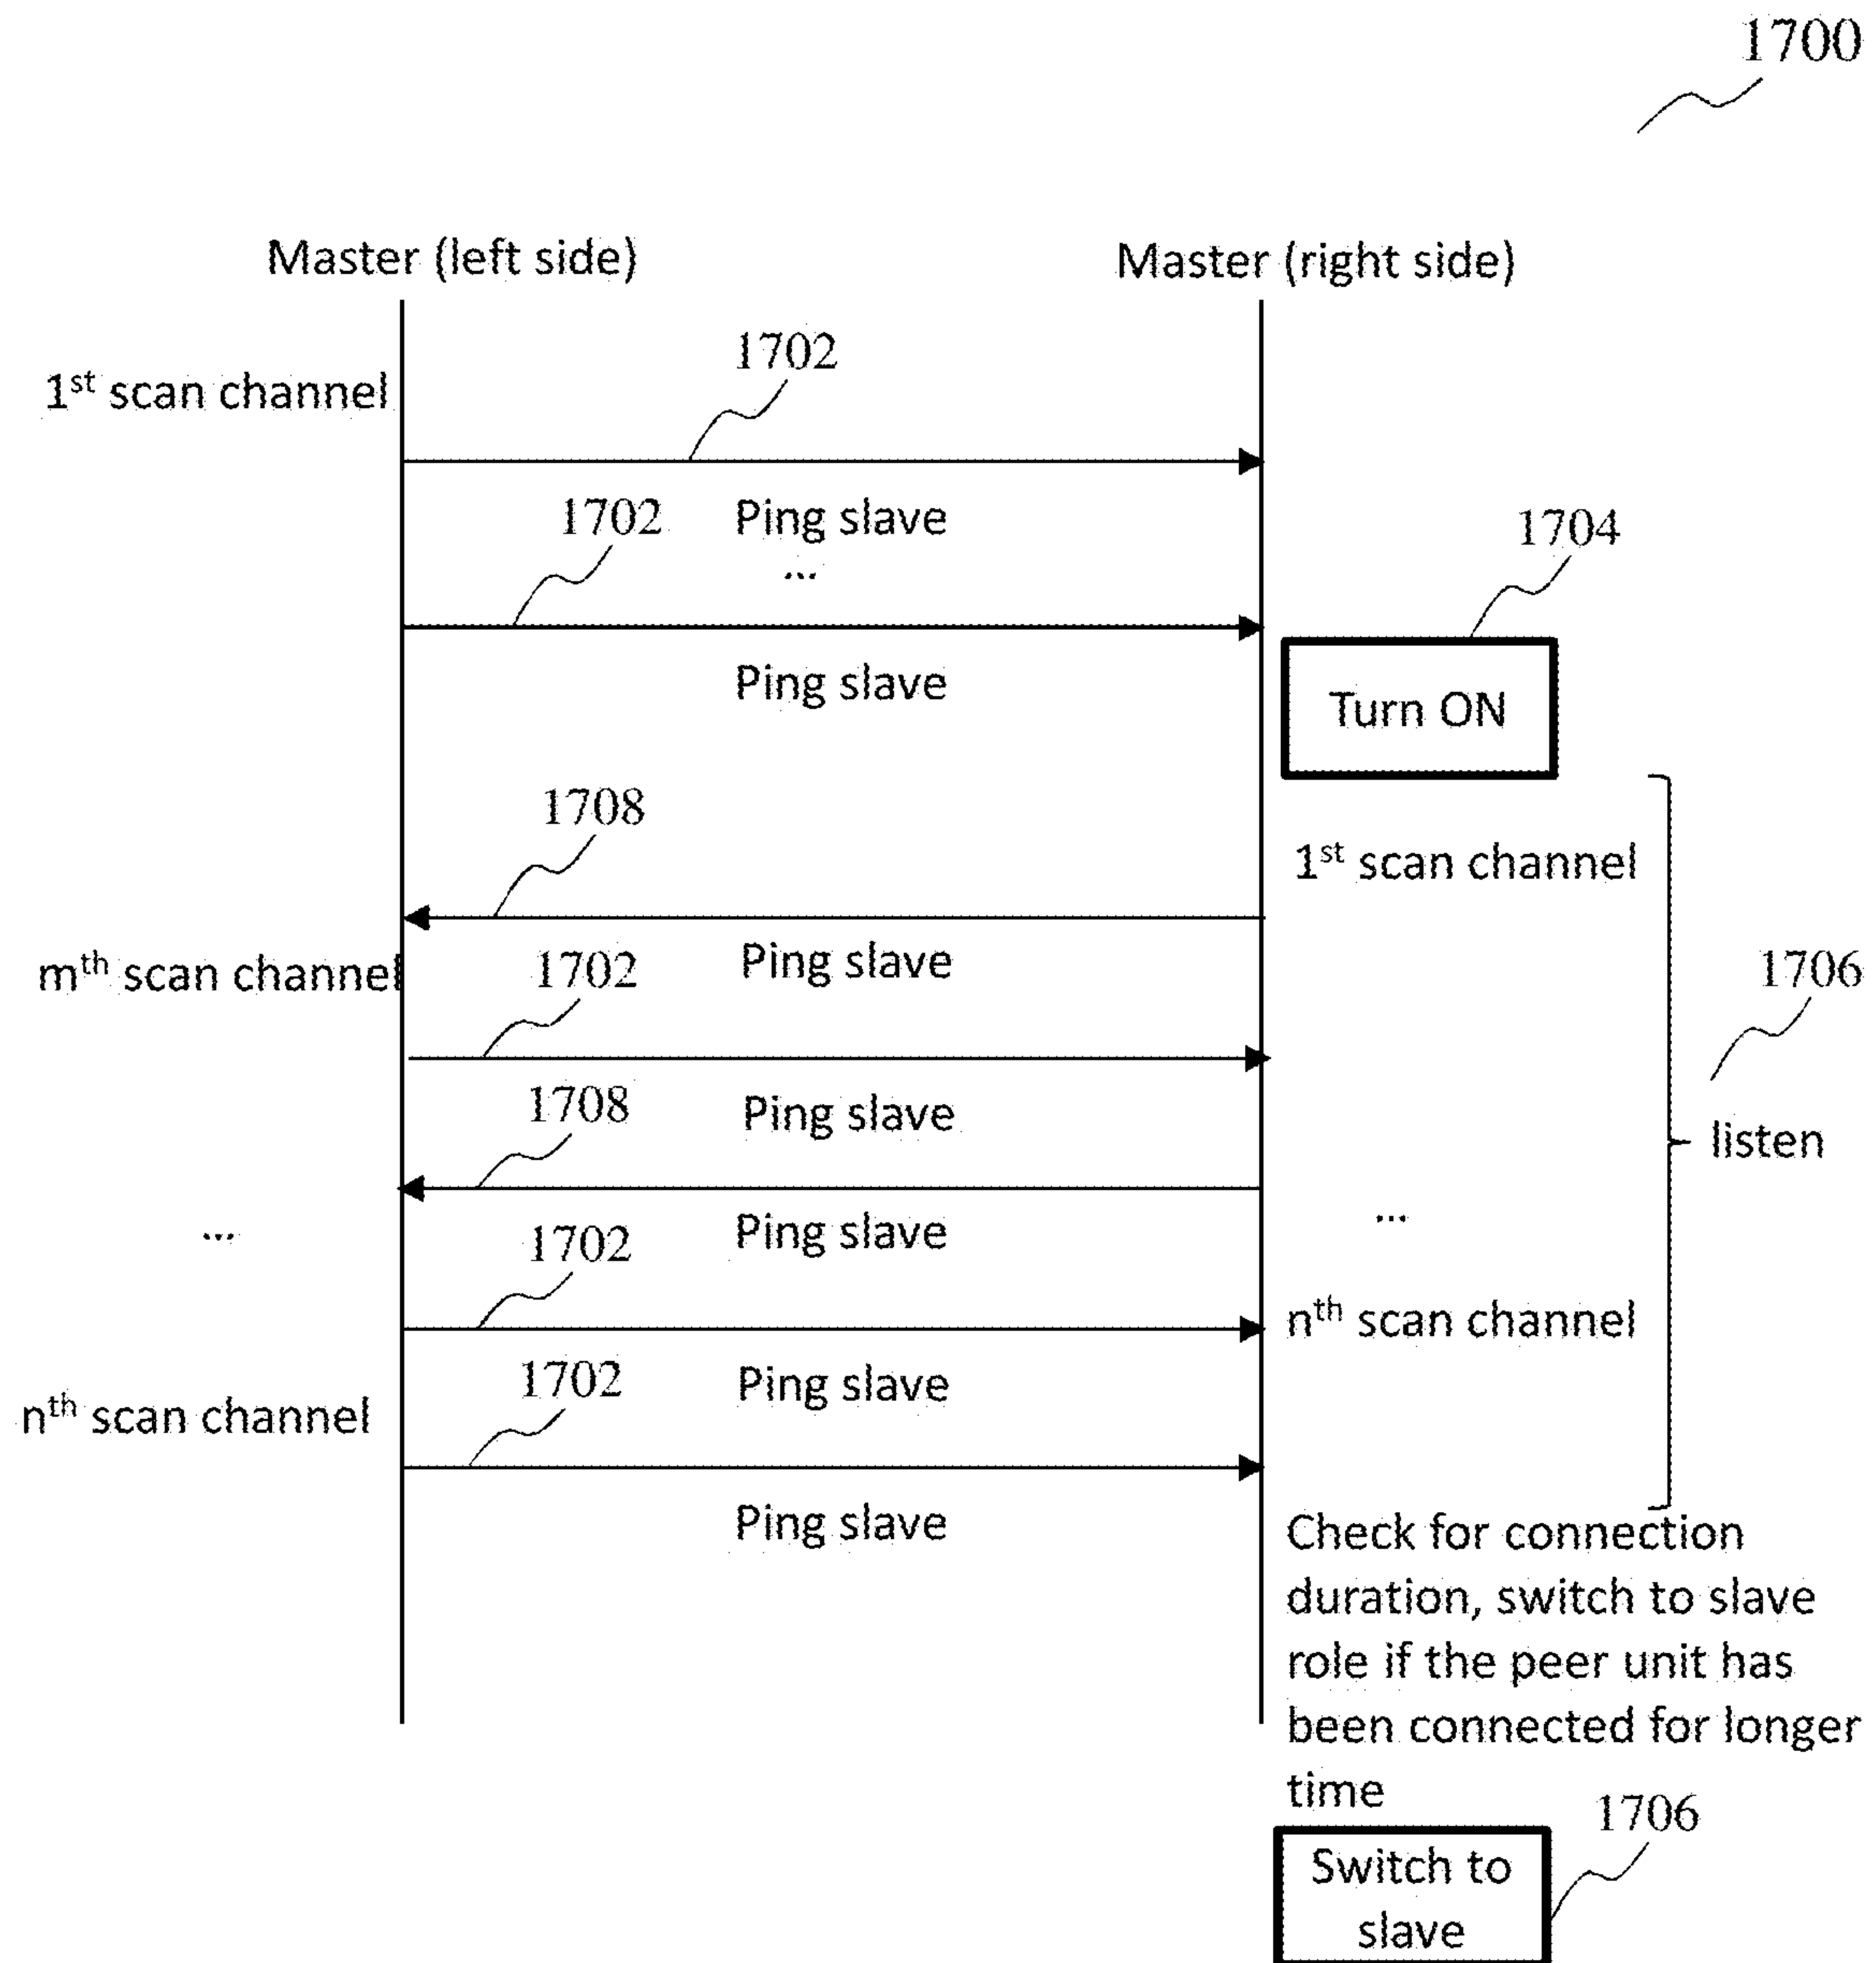 1700
Master (left side)
Master (right side)
1702
1st scan channel
1702
Ping slave
...
1704
Ping slave
Turn ON
1708
1st scan channel
mth scan channel
1702
Ping slave
1706
1708
Ping slave
listen
...
1702
Ping slave
...
nth scan channel
1702
Ping slave
nth scan channel
Ping slave
Check for connection
duration, switch to slave
role if the peer unit has
been connected for longer
time
1706
Switch to
slave